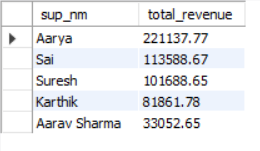 sup_nm total_revenue
Aarya 221137.77
Sai 113588.67
Suresh 101688.65
Karthik 81861.78
Aarav Sharma 33052.65